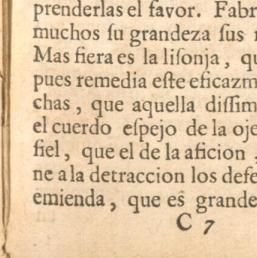 prenderlas el favor. Fabr
muchos ſu grandeza ſus
Mas fiera es la liſonja, qu
pues remedia eſte eficazm
chas, que aquella diſſim
el cuerdo eſpejo de la oje
fiel, que el de la aficion,
ne a la detraccion los defe
emienda, que es grande
C 7